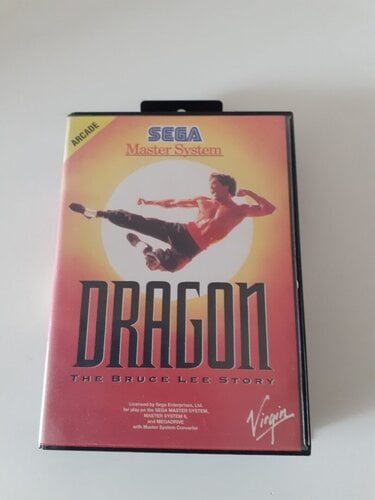 ARCADE
SEGA
Master System
DRAGON
THE BRUCE LEE STORY
Licensed by Sega Enterprises, Ltd.
for play on the SEGA MASTER SYSTEM,
MASTER SYSTEM II,
and MEGADRIVE
with Master System Converter
Virgin